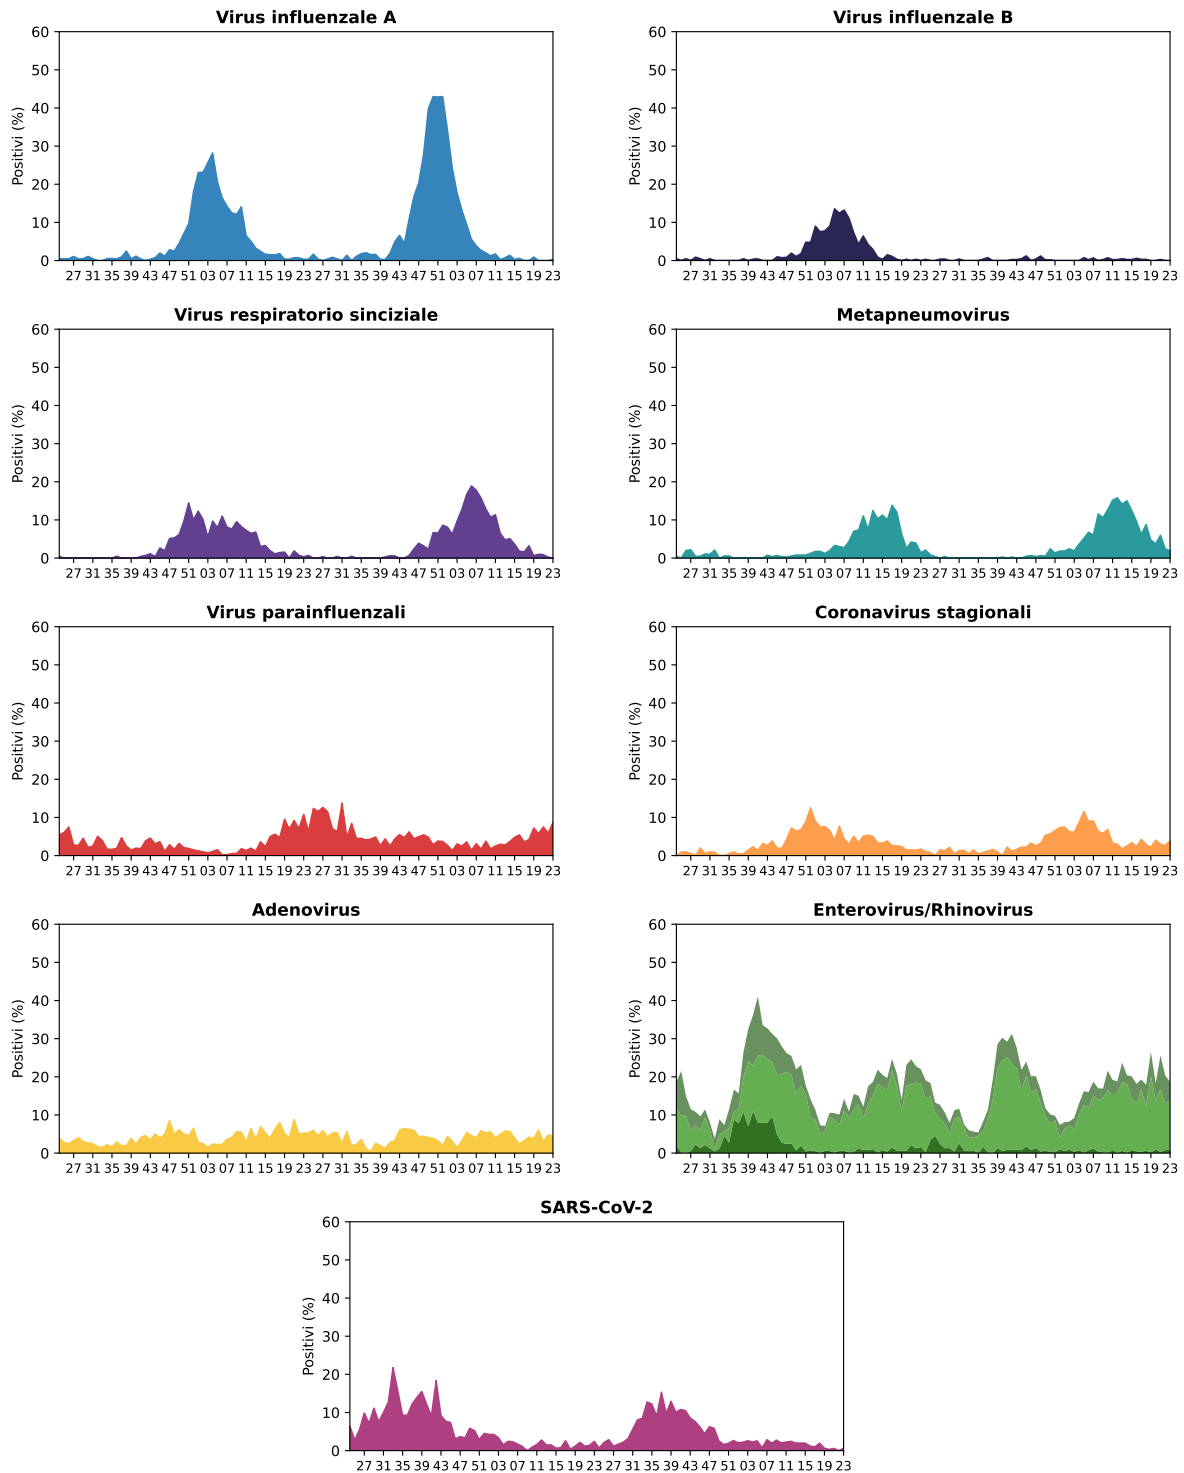 Virus influenzale A
60
50
40
30
20
10
0
Positivi (%)
27 31 35 39 43 47 51 03 07 11 15 19 23 27 31 35 39 43 47 51 03 07 11 15 19 23
Virus influenzale B
60
50
40
30
20
10
0
Positivi (%)
27 31 35 39 43 47 51 03 07 11 15 19 23 27 31 35 39 43 47 51 03 07 11 15 19 23
Virus respiratorio sinciziale
60
50
40
30
20
10
0
Positivi (%)
27 31 35 39 43 47 51 03 07 11 15 19 23 27 31 35 39 43 47 51 03 07 11 15 19 23
Metapneumovirus
60
50
40
30
20
10
0
Positivi (%)
27 31 35 39 43 47 51 03 07 11 15 19 23 27 31 35 39 43 47 51 03 07 11 15 19 23
Virus parainfluenzali
60
50
40
30
20
10
0
Positivi (%)
27 31 35 39 43 47 51 03 07 11 15 19 23 27 31 35 39 43 47 51 03 07 11 15 19 23
Coronavirus stagionali
60
50
40
30
20
10
0
Positivi (%)
27 31 35 39 43 47 51 03 07 11 15 19 23 27 31 35 39 43 47 51 03 07 11 15 19 23
Adenovirus
60
50
40
30
20
10
0
Positivi (%)
27 31 35 39 43 47 51 03 07 11 15 19 23 27 31 35 39 43 47 51 03 07 11 15 19 23
Enterovirus/Rhinovirus
60
50
40
30
20
10
0
Positivi (%)
27 31 35 39 43 47 51 03 07 11 15 19 23 27 31 35 39 43 47 51 03 07 11 15 19 23
SARS-CoV-2
60
50
40
30
20
10
0
Positivi (%)
27 31 35 39 43 47 51 03 07 11 15 19 23 27 31 35 39 43 47 51 03 07 11 15 19 23